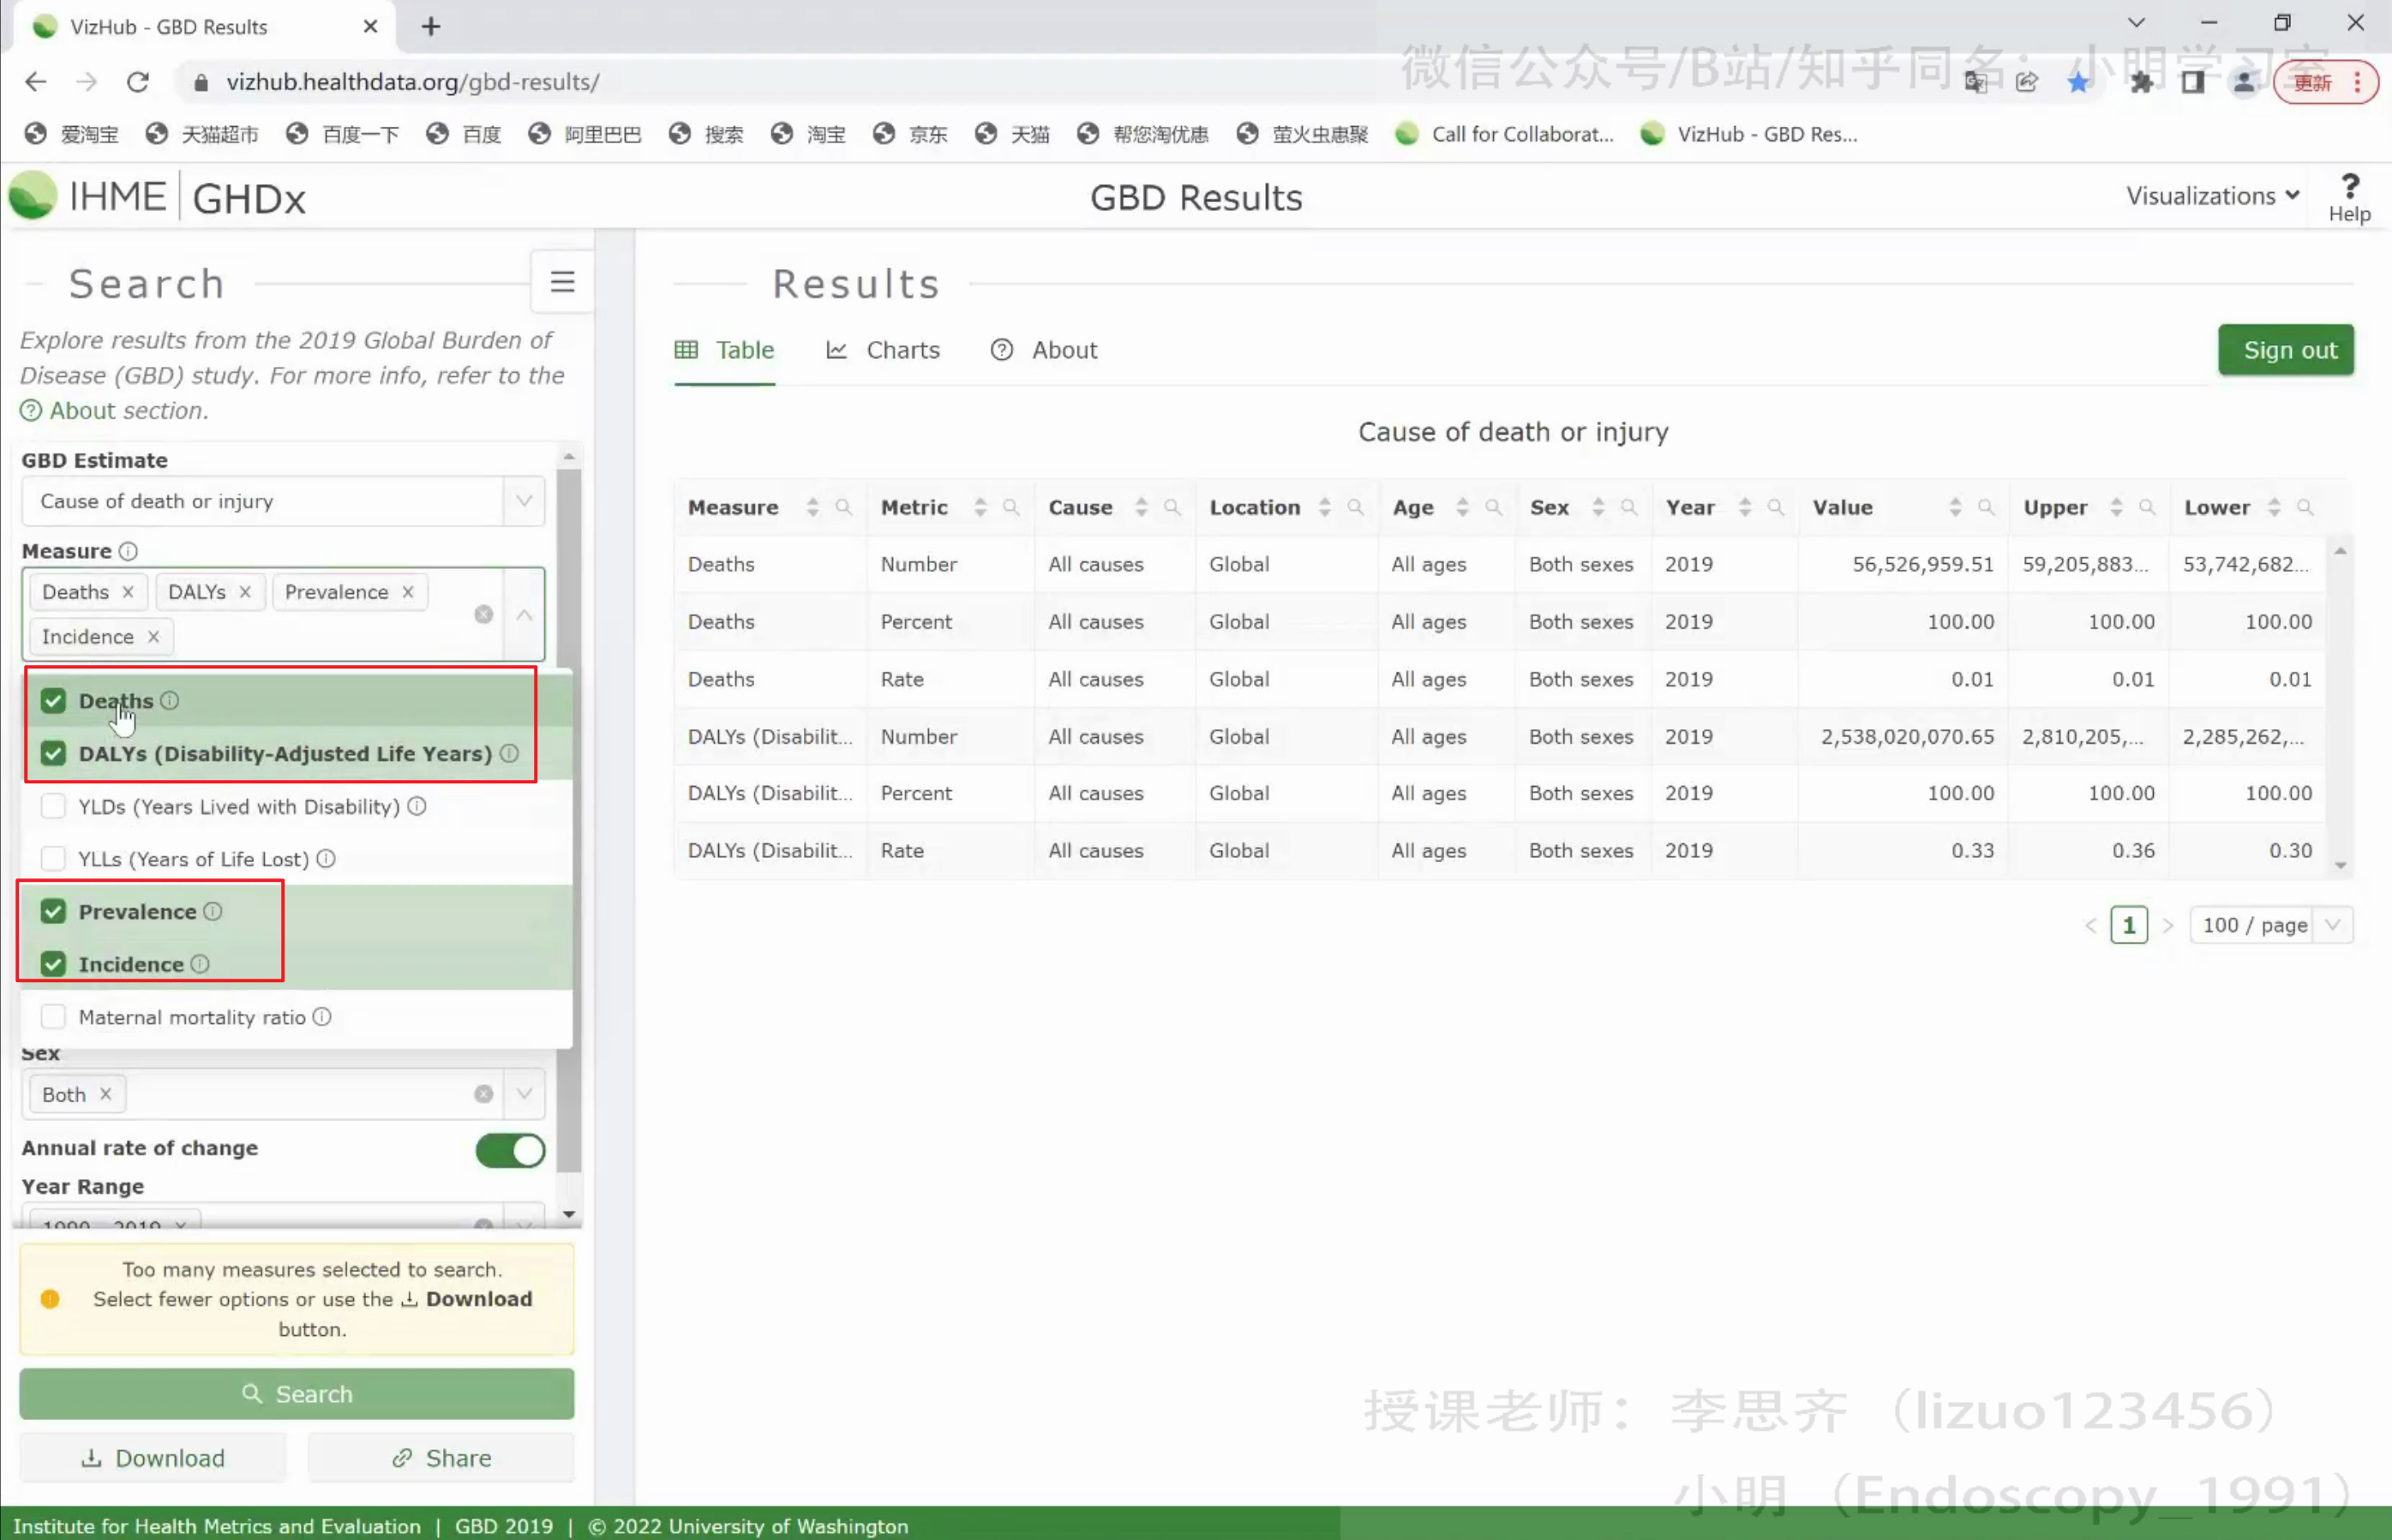 VizHub - GBD Results
微信公众号/B站/知乎同名：小明学习室
vizhub.healthdata.org/gbd-results/
更新
爱淘宝 天猫超市 百度一下 百度 阿里巴巴 搜索 淘宝 京东 天猫 帮您淘优惠 萤火虫惠聚 Call for Collaborat... VizHub - GBD Res...
IHME GHDx
GBD Results
Visualizations
Help
Search
Explore results from the 2019 Global Burden of
Disease (GBD) study. For more info, refer to the
About section.
GBD Estimate
Cause of death or injury
Measure
Deaths DALYs Prevalence
Incidence
Deaths
DALYs (Disability-Adjusted Life Years)
YLDs (Years Lived with Disability)
YLLs (Years of Life Lost)
Prevalence
Incidence
Maternal mortality ratio
Sex
Both
Annual rate of change
Year Range
1990 - 2019
Too many measures selected to search.
Select fewer options or use the Download
button.
Search
Download Share
Results
Table Charts About
Sign out
Cause of death or injury
Measure Metric Cause Location Age Sex Year Value Upper Lower
Deaths Number All causes Global All ages Both sexes 2019 56,526,959.51 59,205,883... 53,742,682...
Deaths Percent All causes Global All ages Both sexes 2019 100.00 100.00 100.00
Deaths Rate All causes Global All ages Both sexes 2019 0.01 0.01 0.01
DALYs (Disabilit... Number All causes Global All ages Both sexes 2019 2,538,020,070.65 2,810,205,... 2,285,262,...
DALYs (Disabilit... Percent All causes Global All ages Both sexes 2019 100.00 100.00 100.00
DALYs (Disabilit... Rate All causes Global All ages Both sexes 2019 0.33 0.36 0.30
1 100 / page
授课老师：李思齐（lizuo123456）
小明（Endoscopy_1991）
Institute for Health Metrics and Evaluation | GBD 2019 | © 2022 University of Washington